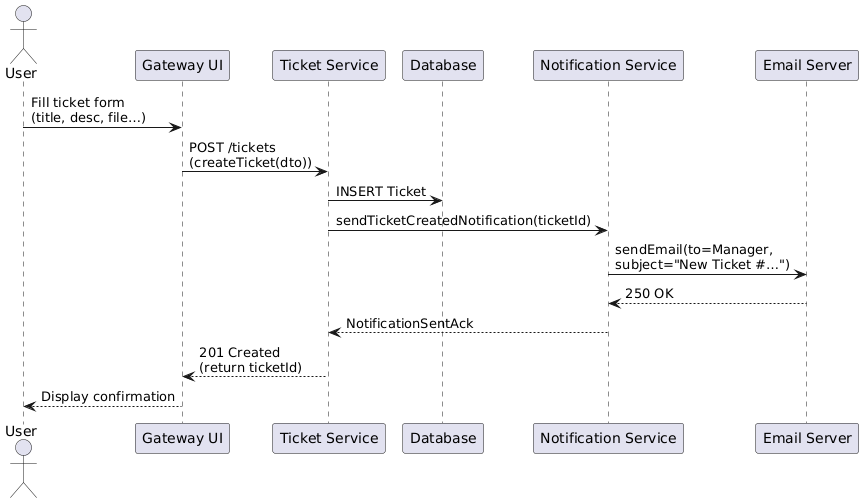 User
Gateway UI
Ticket Service
Database
Notification Service
Email Server
Fill ticket form
(title, desc, file...)
POST /tickets
(createTicket(dto))
INSERT Ticket
sendTicketCreatedNotification(ticketId)
sendEmail(to=Manager,
subject="New Ticket #...")
250 OK
NotificationSentAck
201 Created
(return ticketId)
Display confirmation
User
Gateway UI
Ticket Service
Database
Notification Service
Email Server